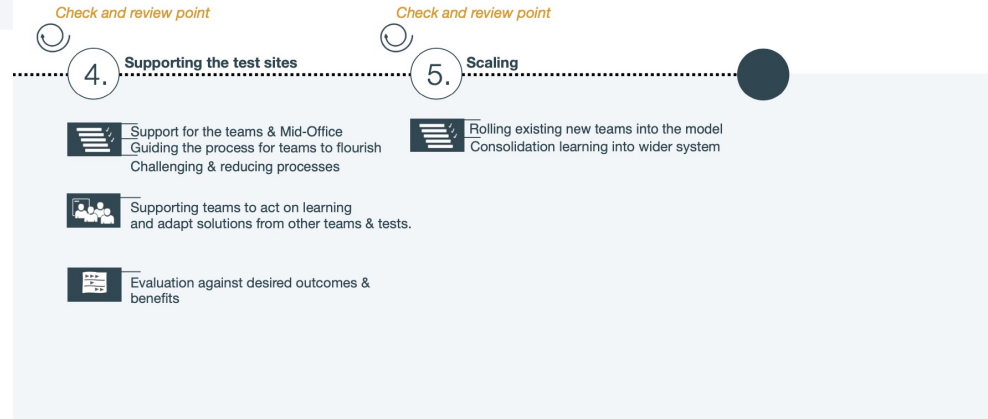 Check and review point
Check and review point
4.
Supporting the test sites
5.
Scaling
Support for the teams & Mid-Office
Guiding the process for teams to flourish
Challenging & reducing processes
Supporting teams to act on learning
and adapt solutions from other teams & tests.
Evaluation against desired outcomes &
benefits
Rolling existing new teams into the model
Consolidation learning into wider system